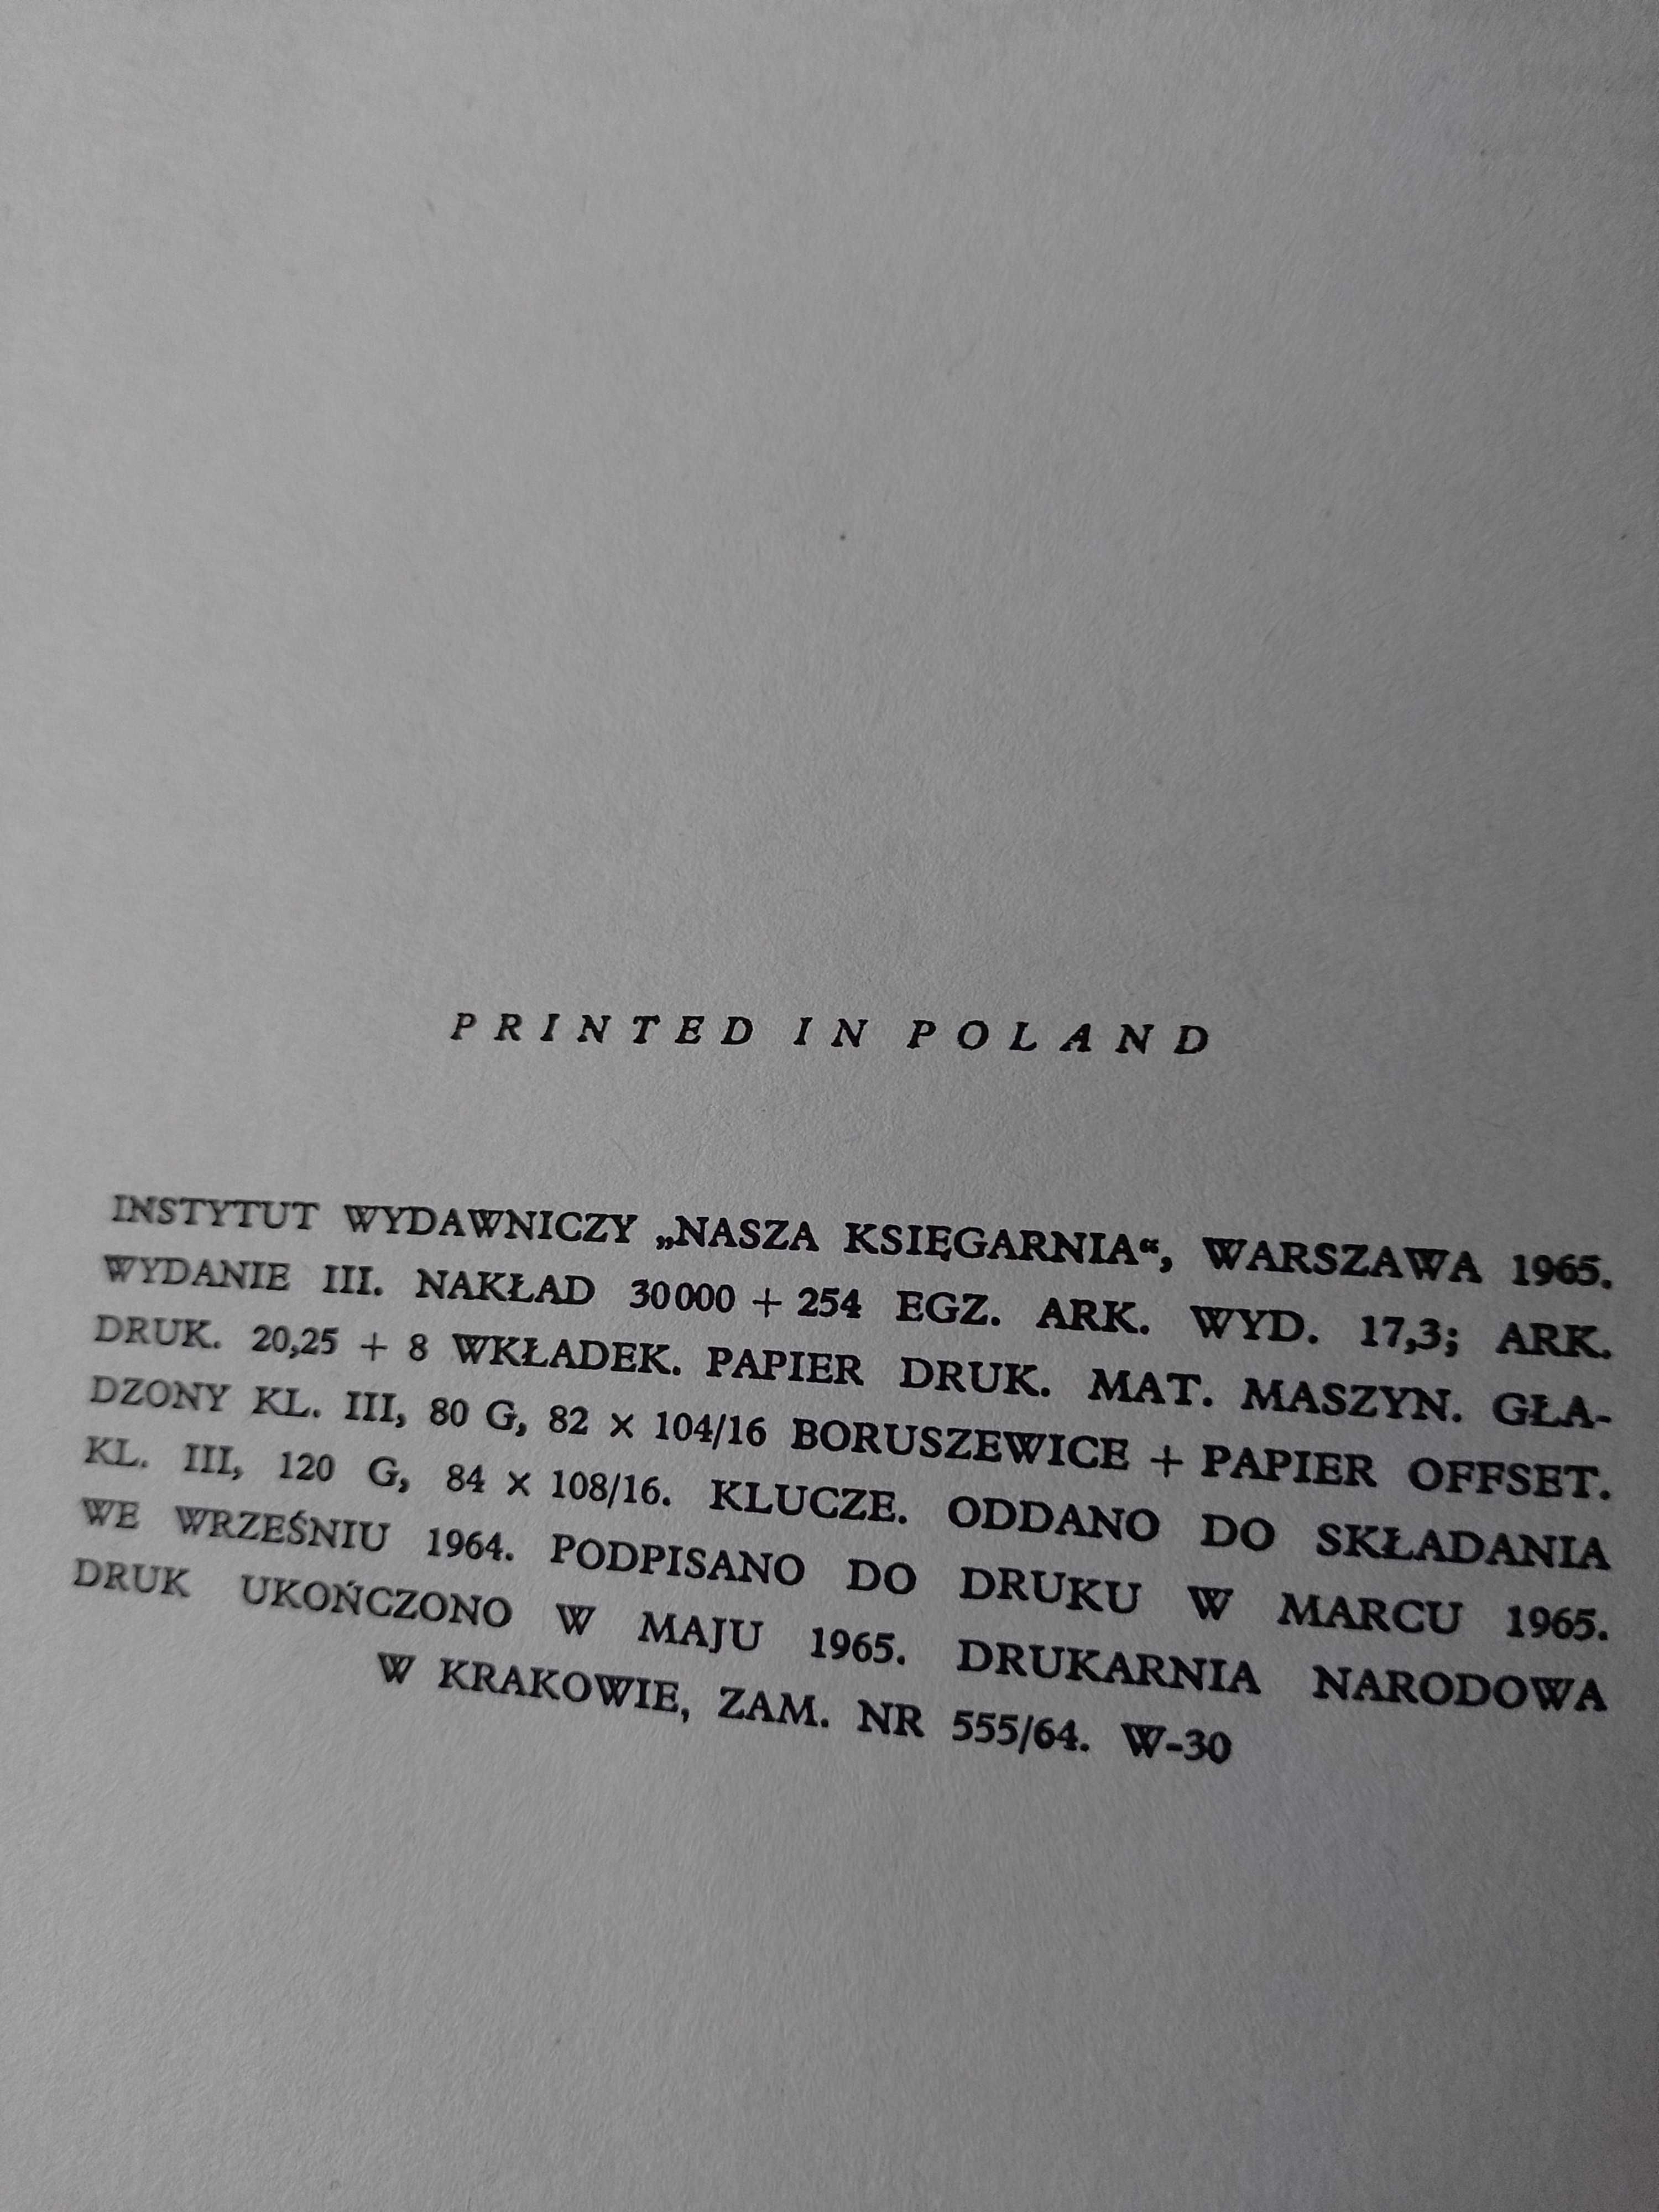 PRINTED IN POLAND
INSTYTUT WYDAWNICZY „NASZA KSIĘGARNIA“, WARSZAWA 1965.
WYDANIE III. NAKŁAD 30000 + 254 EGZ. ARK. WYD. 17,3; ARK.
DRUK. 20,25 + 8 WKŁADEK. PAPIER DRUK. MAT. MASZYN. GŁA-
DZONY KL. III, 80 G, 82 × 104/16 BORUSZEWICE + PAPIER OFFSET.
KL. III, 120 G, 84 × 108/16. KLUCZE. ODDANO DO SKŁADANIA
WE WRZEŚNIU 1964. PODPISANO DO DRUKU W MARCU 1965.
DRUK UKOŃCZONO W MAJU 1965. DRUKARNIA NARODOWA
W KRAKOWIE, ZAM. NR 555/64. W-30